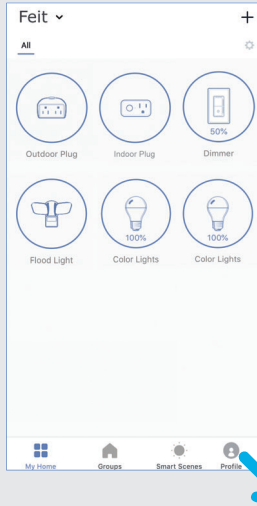 Feit
All
50%
Outdoor Plug Indoor Plug Dimmer
100% 100%
Flood Light Color Lights Color Lights
My Home Groups Smart Scenes Profile